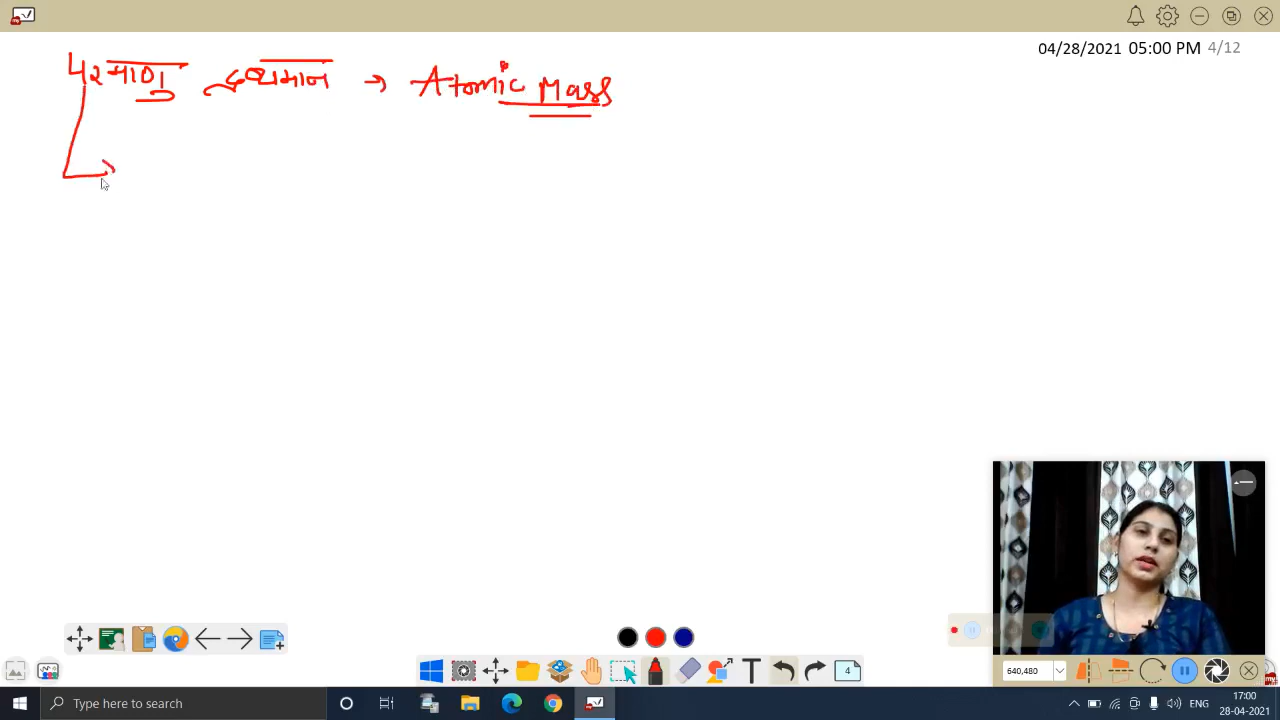 04/28/2021 05:00 PM 4/12
परमाणु द्रव्यमान → Atomic Mass
640,480
4
Type here to search
ENG
17:00
28-04-2021